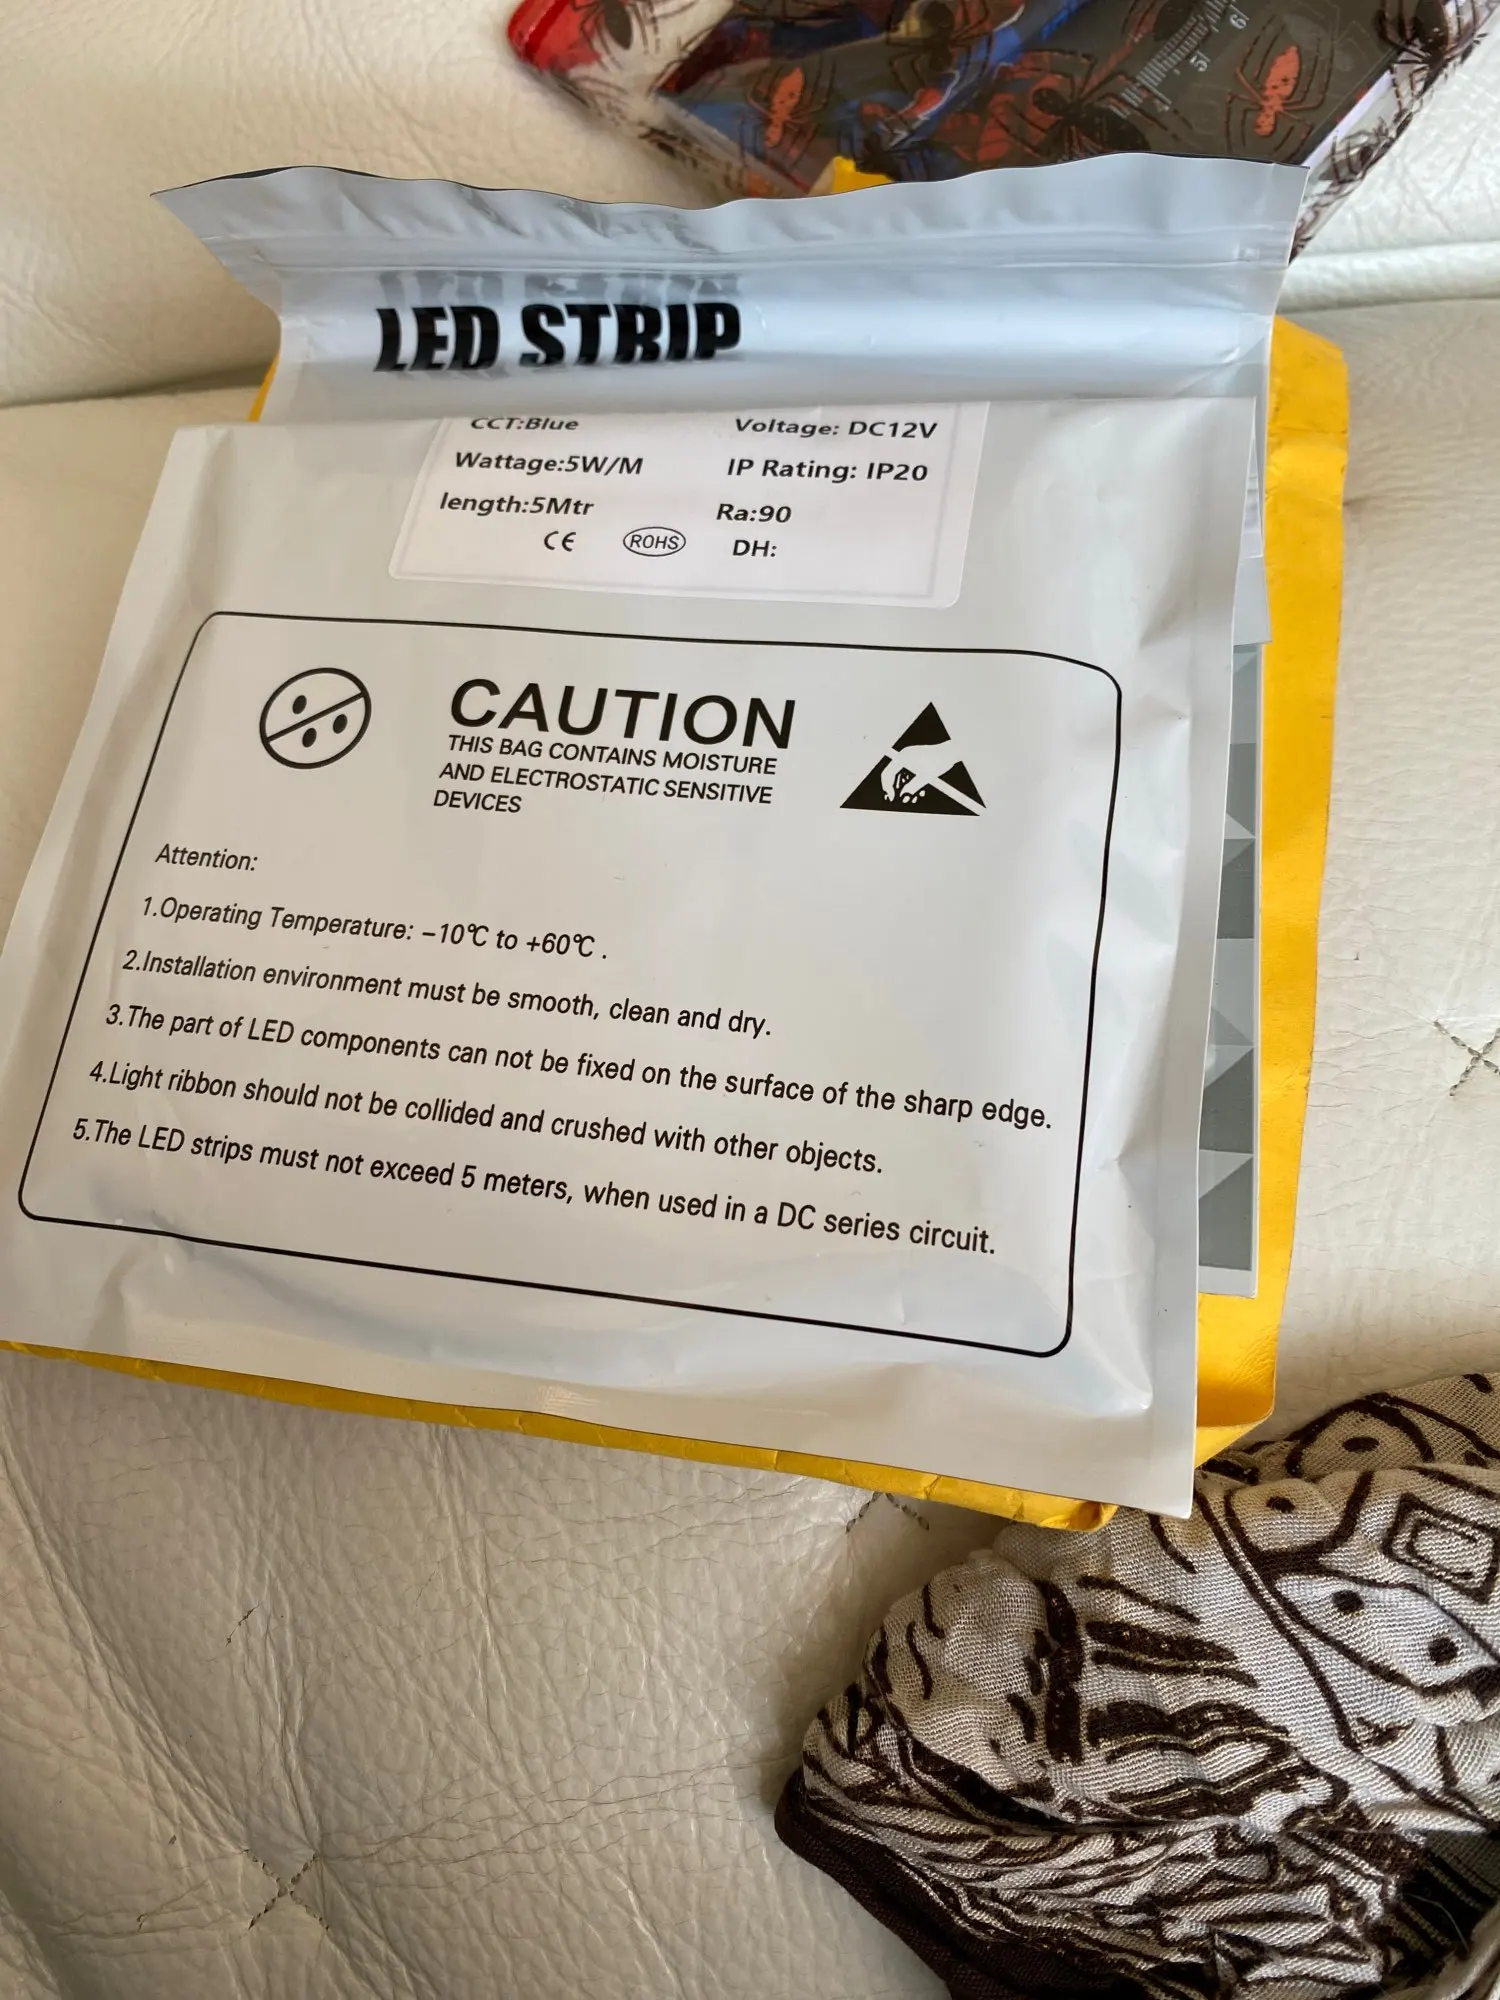 6
5
4
LED STRIP
CCT:Blue Voltage: DC12V
Wattage:5W/M IP Rating: IP20
length:5Mtr Ra:90
CE ROHS DH:
CAUTION
THIS BAG CONTAINS MOISTURE
AND ELECTROSTATIC SENSITIVE
DEVICES
Attention:
1.Operating Temperature: –10℃ to +60℃ .
2.Installation environment must be smooth, clean and dry.
3.The part of LED components can not be fixed on the surface of the sharp edge.
4.Light ribbon should not be collided and crushed with other objects.
5.The LED strips must not exceed 5 meters, when used in a DC series circuit.